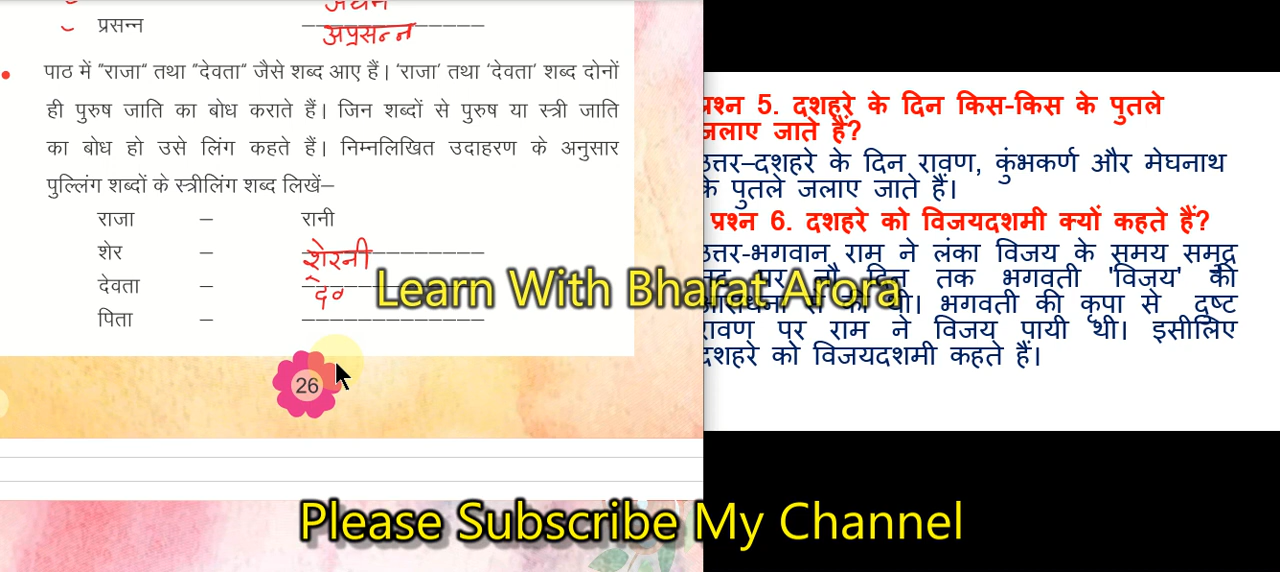 प्रसन्न
अप्रसन्न
पाठ में "राजा" तथा "देवता" जैसे शब्द आए हैं। 'राजा' तथा 'देवता' शब्द दोनों
ही पुरुष जाति का बोध कराते हैं। जिन शब्दों से पुरुष या स्त्री जाति
का बोध हो उसे लिंग कहते हैं। निम्नलिखित उदाहरण के अनुसार
पुल्लिंग शब्दों के स्त्रीलिंग शब्द लिखें–
राजा – रानी
शेर – शेरनी
देवता –
पिता –
26
प्रश्न 5. दशहरे के दिन किस-किस के पुतले
जलाए जाते हैं?
उत्तर–दशहरे के दिन रावण, कुंभकर्ण और मेघनाथ
के पुतले जलाए जाते हैं।
प्रश्न 6. दशहरे को विजयदशमी क्यों कहते हैं?
उत्तर-भगवान राम ने लंका विजय के समय समुद्र
पर नौ दिन तक भगवती 'विजय' की
आराधना से की थी। भगवती की कृपा से दुष्ट
रावण पर राम ने विजय पायी थी। इसीलिए
दशहरे को विजयदशमी कहते हैं।
Learn With Bharat Arora
Please Subscribe My Channel